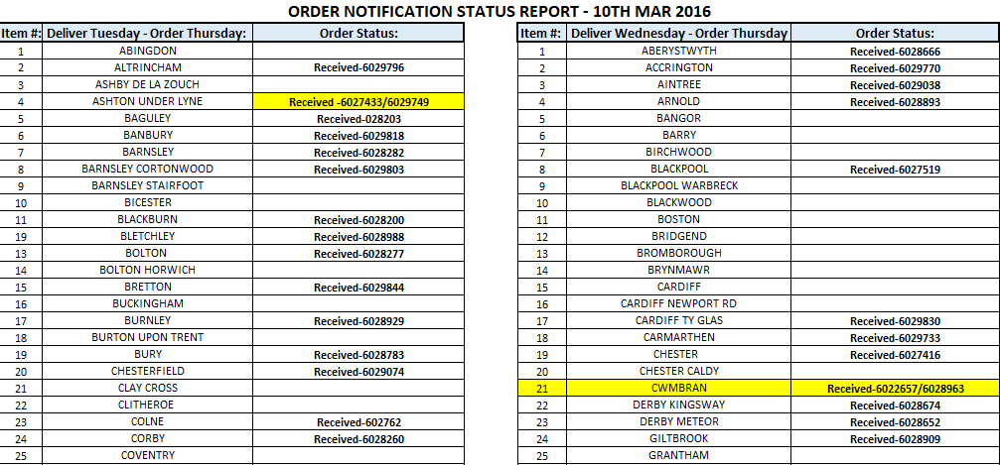 ORDER NOTIFICATION STATUS REPORT - 10TH MAR 2016
Item #: Deliver Tuesday - Order Thursday: Order Status: Item #: Deliver Wednesday - Order Thursday Order Status:
1 ABINGDON 1 ABERYSTWYTH Received-6028666
2 ALTRINCHAM Received-6029796 2 ACCRINGTON Received-6029770
3 ASHBY DE LA ZOUCH 3 AINTREE Received-6029038
4 ASHTON UNDER LYNE Received -6027433/6029749 4 ARNOLD Received-6028893
5 BAGULEY Received-028203 5 BANGOR
6 BANBURY Received-6029818 6 BARRY
7 BARNSLEY Received-6028282 7 BIRCHWOOD
8 BARNSLEY CORTONWOOD Received-6029803 8 BLACKPOOL Received-6027519
9 BARNSLEY STAIRFOOT 9 BLACKPOOL WARBRECK
10 BICESTER 10 BLACKWOOD
11 BLACKBURN Received-6028200 11 BOSTON
19 BLETCHLEY Received-6028988 12 BRIDGEND
13 BOLTON Received-6028277 13 BROMBOROUGH
14 BOLTON HORWICH 14 BRYNMAWR
15 BRETTON Received-6029844 15 CARDIFF
16 BUCKINGHAM 16 CARDIFF NEWPORT RD
17 BURNLEY Received-6028929 17 CARDIFF TY GLAS Received-6029830
18 BURTON UPON TRENT 18 CARMARTHEN Received-6029733
19 BURY Received-6028783 19 CHESTER Received-6027416
20 CHESTERFIELD Received-6029074 20 CHESTER CALDY
21 CLAY CROSS 21 CWMBRAN Received-6022657/6028963
22 CLITHEROE 22 DERBY KINGSWAY Received-6028674
23 COLNE Received-602762 23 DERBY METEOR Received-6028652
24 CORBY Received-6028260 24 GILTBROOK Received-6028909
25 COVENTRY 25 GRANTHAM